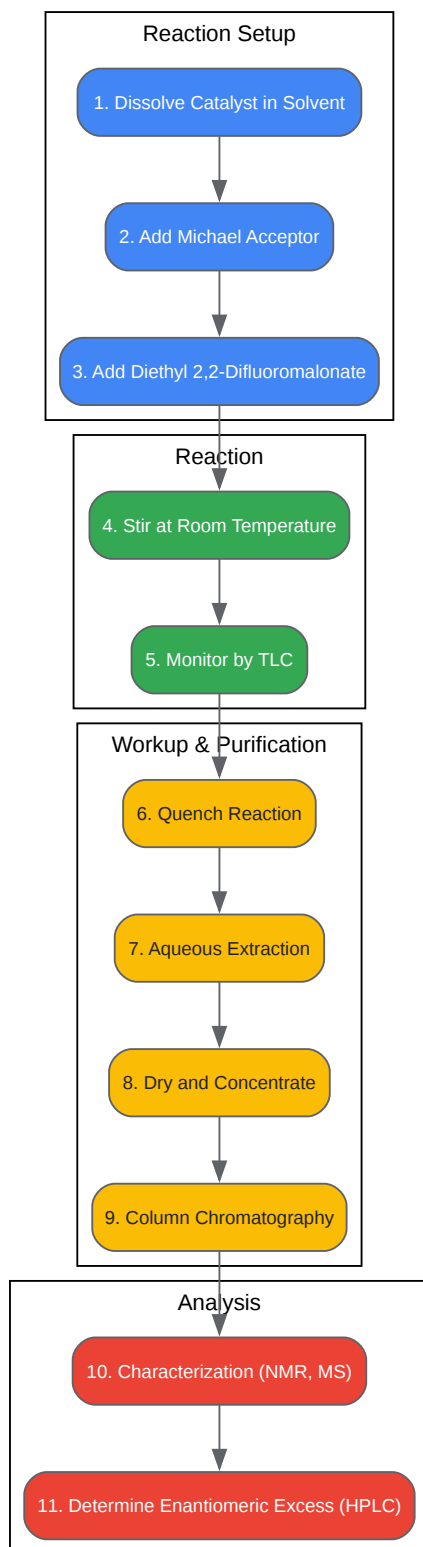 Reaction Setup
1. Dissolve Catalyst in Solvent
2. Add Michael Acceptor
3. Add Diethyl 2,2-Difluoromalonate
Reaction
4. Stir at Room Temperature
5. Monitor by TLC
Workup & Purification
6. Quench Reaction
7. Aqueous Extraction
8. Dry and Concentrate
9. Column Chromatography
Analysis
10. Characterization (NMR, MS)
11. Determine Enantiomeric Excess (HPLC)